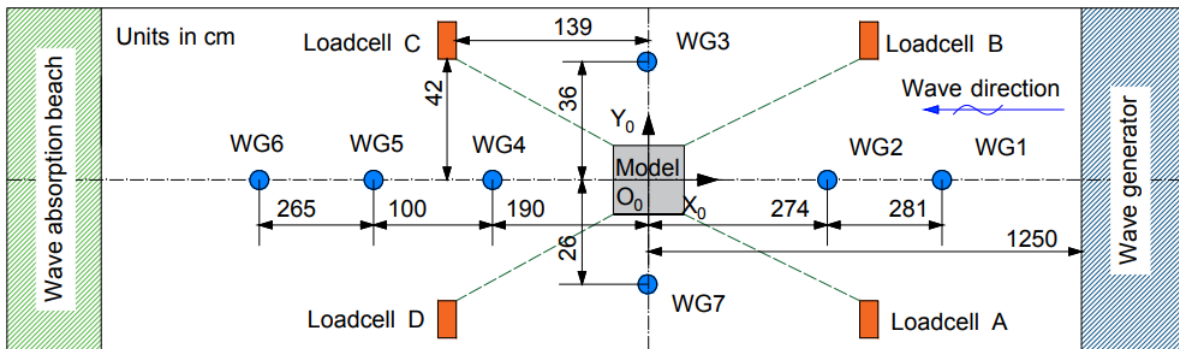 Units in cm
Loadcell C
139
WG3
Loadcell B
42
36
Wave direction
Y0
WG6
WG5
WG4
Model
WG2
WG1
O0
X0
265
100
190
274
281
26
1250
WG7
Loadcell D
Loadcell A
Wave absorption beach
Wave generator